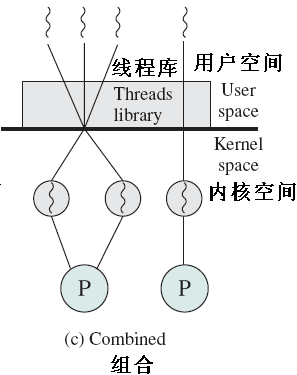 线程库
用户空间
Threads
library
User
space
Kernel
space
内核空间
P
P
(c) Combined
组合